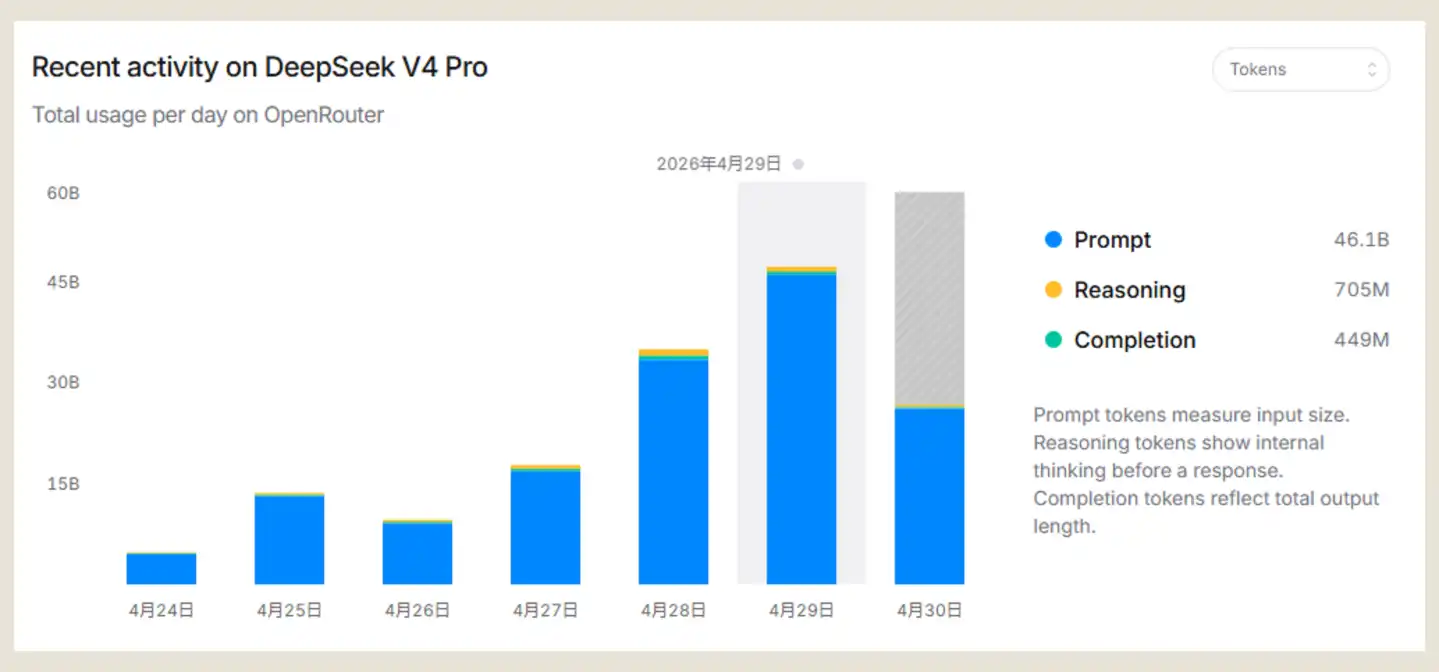 Recent activity on DeepSeek V4 Pro
Tokens
Total usage per day on OpenRouter
2026年4月29日
60B
45B
30B
15B
4月24日
4月25日
4月26日
4月27日
4月28日
4月29日
4月30日
Prompt 46.1B
Reasoning 705M
Completion 449M
Prompt tokens measure input size.
Reasoning tokens show internal
thinking before a response.
Completion tokens reflect total output
length.